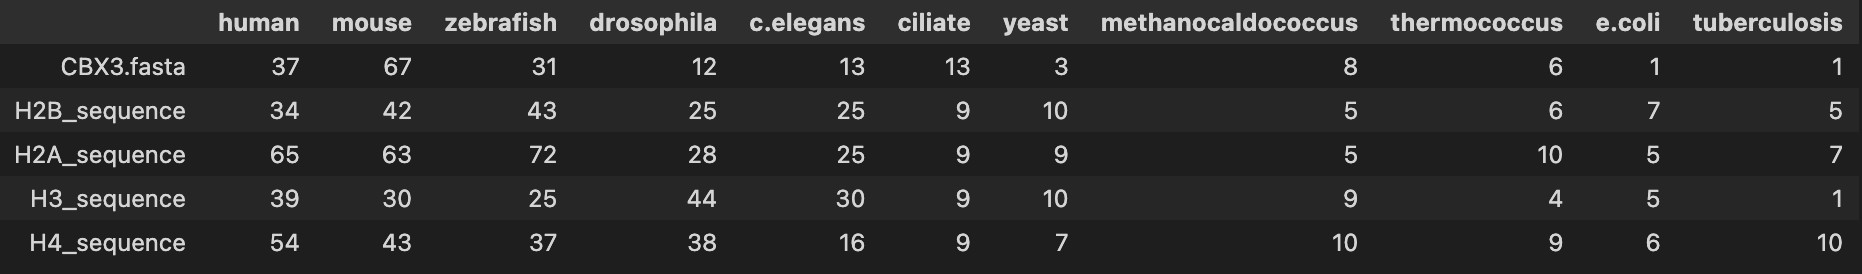 human mouse zebrafish drosophila c.elegans ciliate yeast methanocaldococcus thermococcus e.coli tuberculosis
CBX3.fasta 37 67 31 12 13 13 3 8 6 1 1
H2B_sequence 34 42 43 25 25 9 10 5 6 7 5
H2A_sequence 65 63 72 28 25 9 9 5 10 5 7
H3_sequence 39 30 25 44 30 9 10 9 4 5 1
H4_sequence 54 43 37 38 16 9 7 10 9 6 10